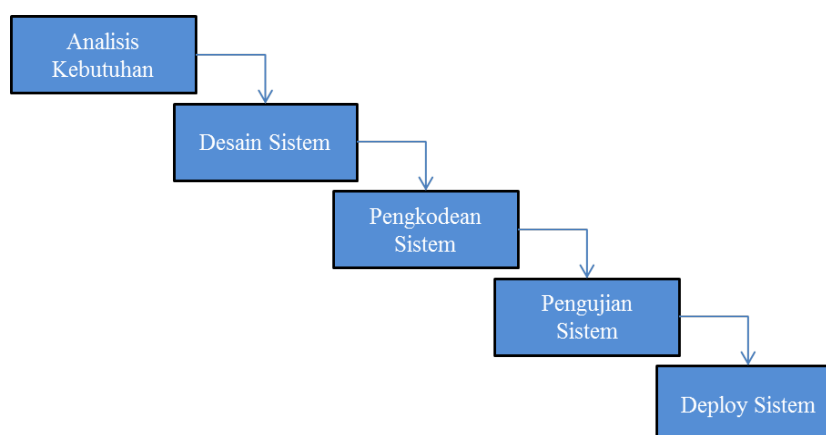 Analisis
Kebutuhan
Desain Sistem
Pengkodean
Sistem
Pengujian
Sistem
Deploy Sistem